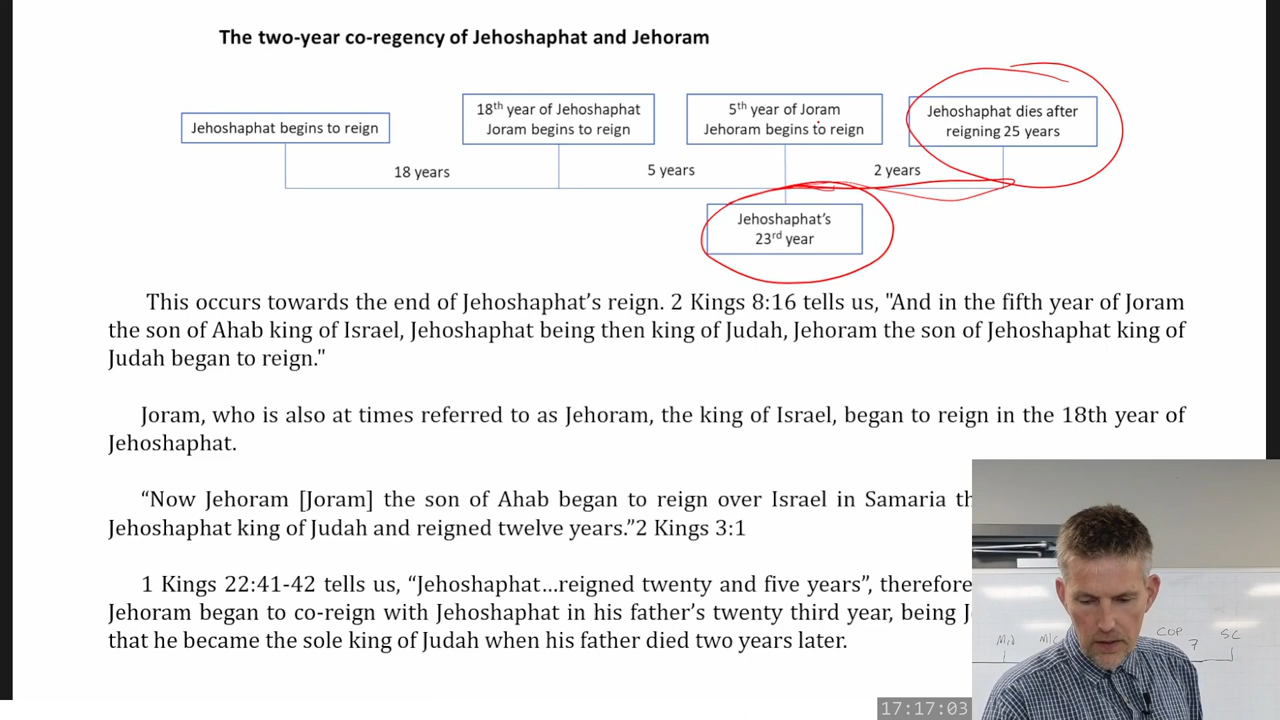 The two-year co-regency of Jehoshaphat and Jehoram
Jehoshaphat begins to reign
18th year of Jehoshaphat
Joram begins to reign
5th year of Joram
Jehoram begins to reign
Jehoshaphat dies after
reigning 25 years
18 years
5 years
2 years
Jehoshaphat's
23rd year
This occurs towards the end of Jehoshaphat's reign. 2 Kings 8:16 tells us, "And in the fifth year of Joram
the son of Ahab king of Israel, Jehoshaphat being then king of Judah, Jehoram the son of Jehoshaphat king of
Judah began to reign."
Joram, who is also at times referred to as Jehoram, the king of Israel, began to reign in the 18th year of
Jehoshaphat.
“Now Jehoram [Joram] the son of Ahab began to reign over Israel in Samaria th
Jehoshaphat king of Judah and reigned twelve years.”2 Kings 3:1
1 Kings 22:41-42 tells us, “Jehoshaphat…reigned twenty and five years”, therefore
Jehoram began to co-reign with Jehoshaphat in his father's twenty third year, being J
that he became the sole king of Judah when his father died two years later.
COP
SC
7
17:17:03